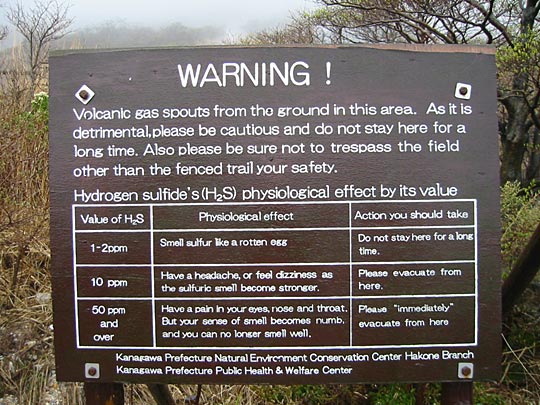 WARNING !
Volcanic gas spouts from the ground in this area. As it is
detrimental,please be cautious and do not stay here for a
long time. Also please be sure not to trespass the field
other than the fenced trail your safety.
Hydrogen sulfide's (H₂S) physiological effect by its value
Value of H₂S Physiological effect Action you should take
1-2ppm Smell sulfur like a rotten egg Do not stay here for a long
time.
10 ppm Have a headache, or feel dizziness as Please evacuate from
the sulfuric smell become stronger. here.
50 ppm Have a pain in your eyes, nose and throat. Please "immediately"
and But your sense of smell becomes numb, evacuate from here
over and you can no longer smell well.
Kanagawa Prefecture Natural Environment Conservation Center Hakone Branch
Kanagawa Prefecture Public Health & Welfare Center